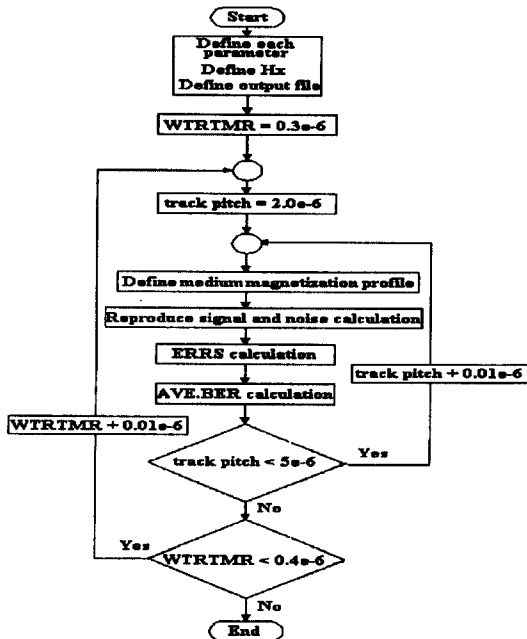 Start
Define each
parameter
Define Hx
Define output file
WTRTMR = 0.3e-6
track pitch = 2.0e-6
Define medium magnetization profile
Reproduce signal and noise calculation
ERRS calculation
track pitch + 0.01e-6
AVE.BER calculation
WTRTMR + 0.01e-6
track pitch < 5e-6
Yes
No
Yes
WTRTMR < 0.4e-6
No
End